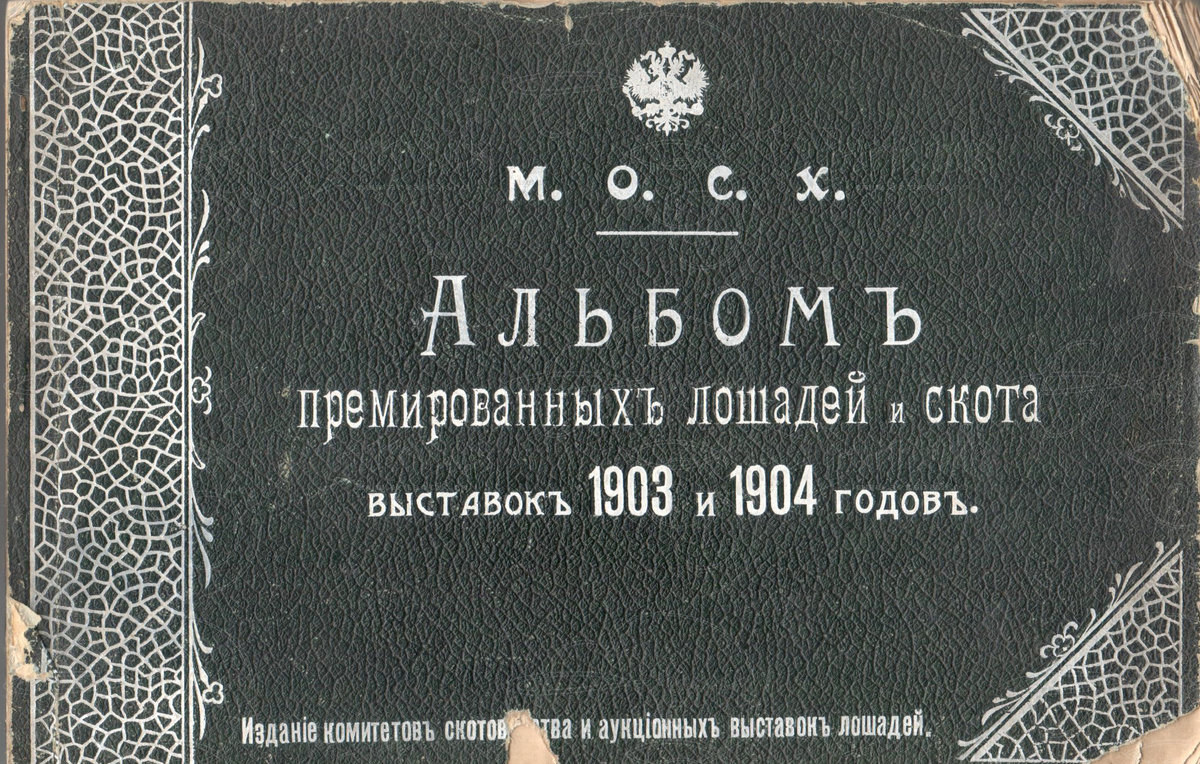 М. О. С. Х.
Альбомъ
премированныхъ лошадей и скота
выставокъ 1903 и 1904 годовъ.
Изданіе комитетовъ и аукціонныхъ выставокъ лошадей.